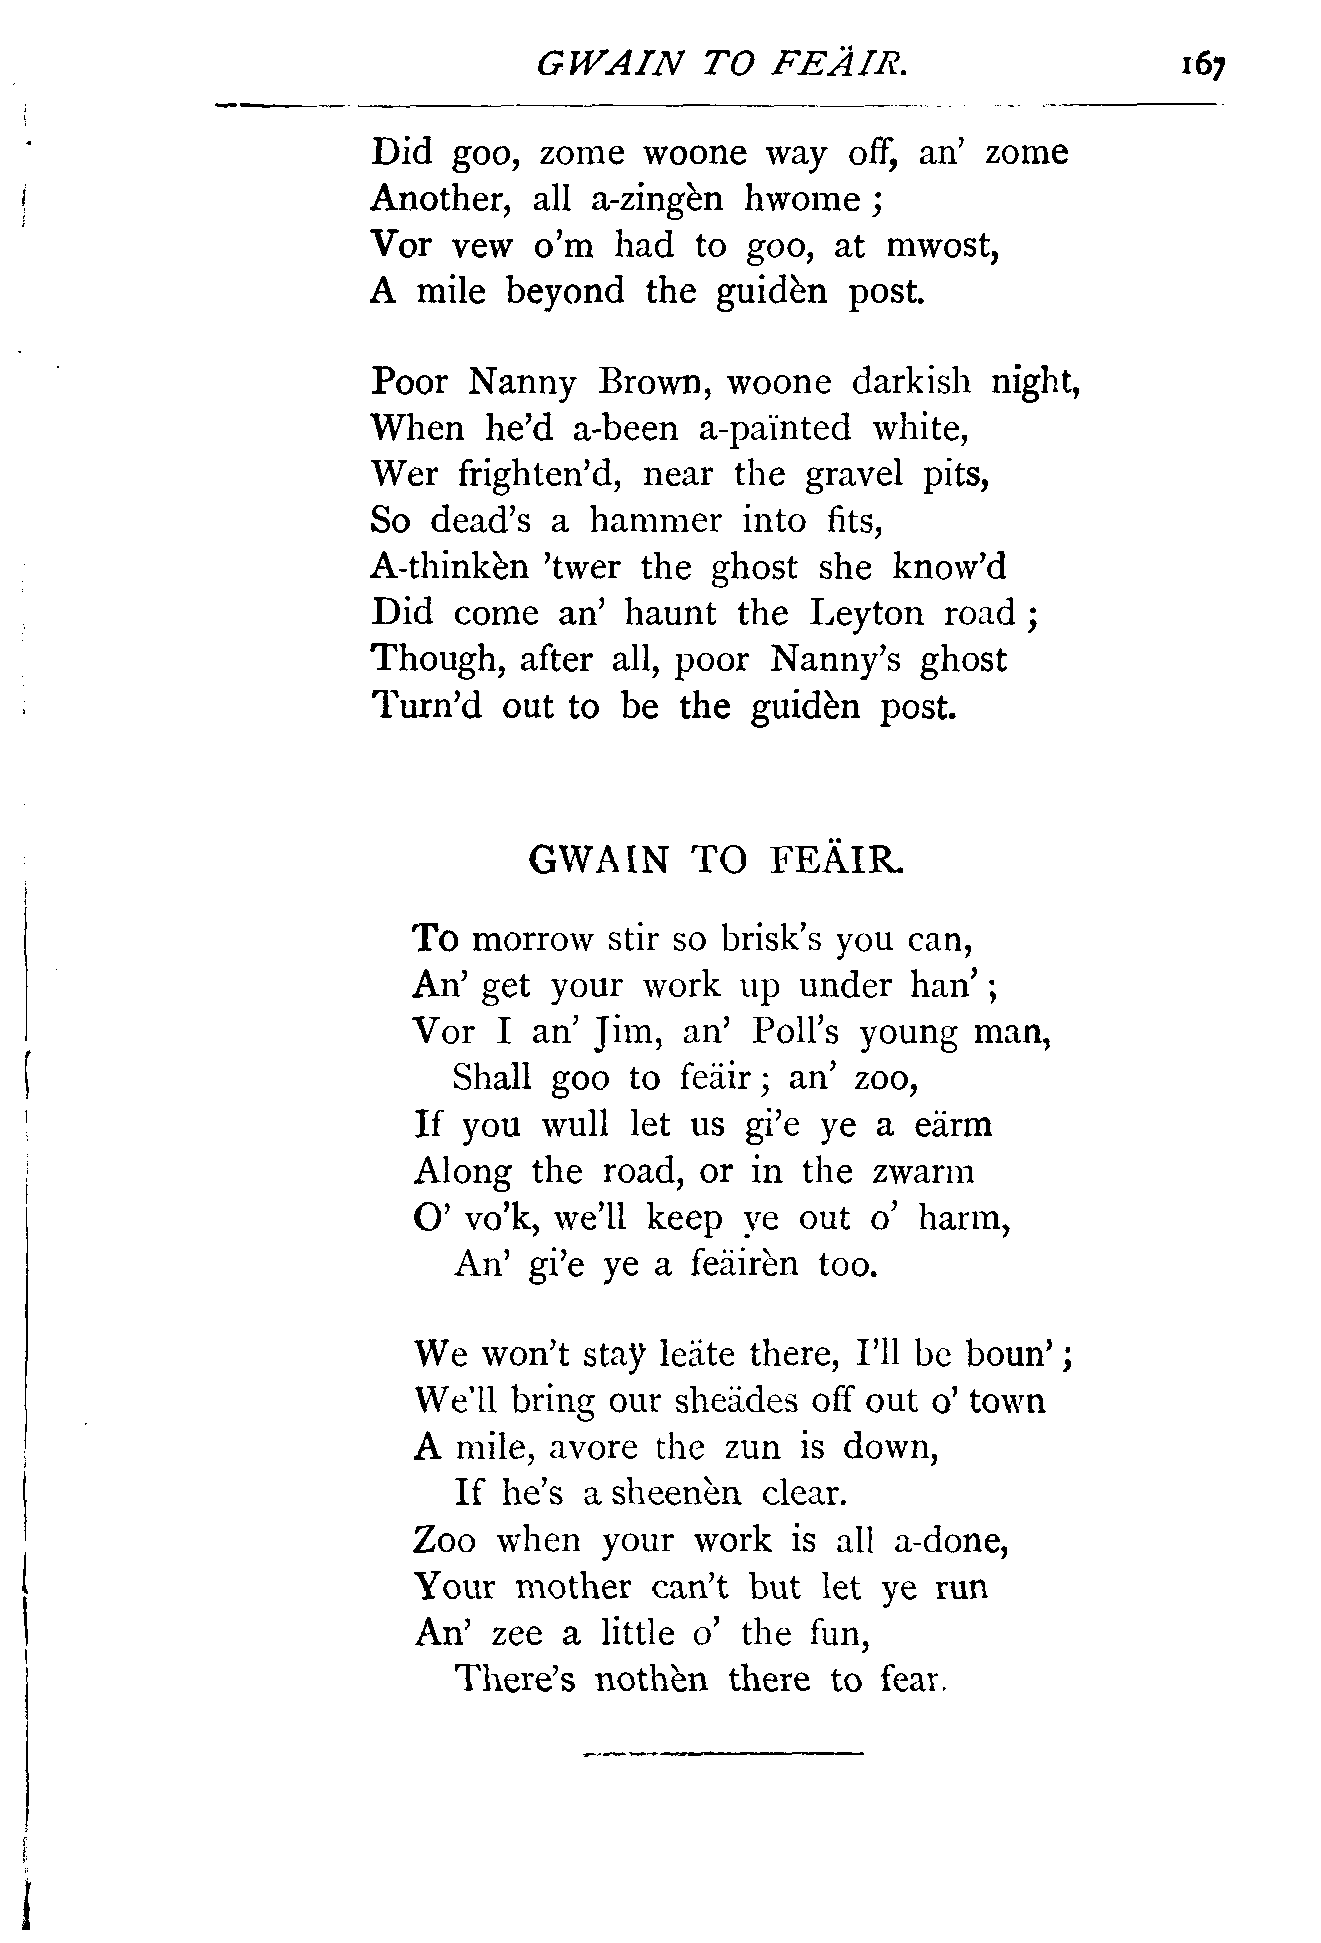 GWAIN TO FEÄIR. 167
Did goo, zome woone way off, an’ zome
Another, all a-zingèn hwome ;
Vor vew o’m had to goo, at mwost,
A mile beyond the guidèn post.
Poor Nanny Brown, woone darkish night,
When he’d a-been a-païnted white,
Wer frighten’d, near the gravel pits,
So dead’s a hammer into fits,
A-thinkèn ’twer the ghost she know’d
Did come an’ haunt the Leyton road ;
Though, after all, poor Nanny’s ghost
Turn’d out to be the guidèn post.
GWAIN TO FEÄIR.
To morrow stir so brisk’s you can,
An’ get your work up under han’ ;
Vor I an’ Jim, an’ Poll’s young man,
Shall goo to feäir ; an’ zoo,
If you wull let us gi’e ye a eärm
Along the road, or in the zwarm
O’ vo’k, we’ll keep ye out o’ harm,
An’ gi’e ye a feäirèn too.
We won’t stay leäte there, I’ll be boun’ ;
We’ll bring our sheädes off out o’ town
A mile, avore the zun is down,
If he’s a sheenèn clear.
Zoo when your work is all a-done,
Your mother can’t but let ye run
An’ zee a little o’ the fun,
There’s nothèn there to fear.